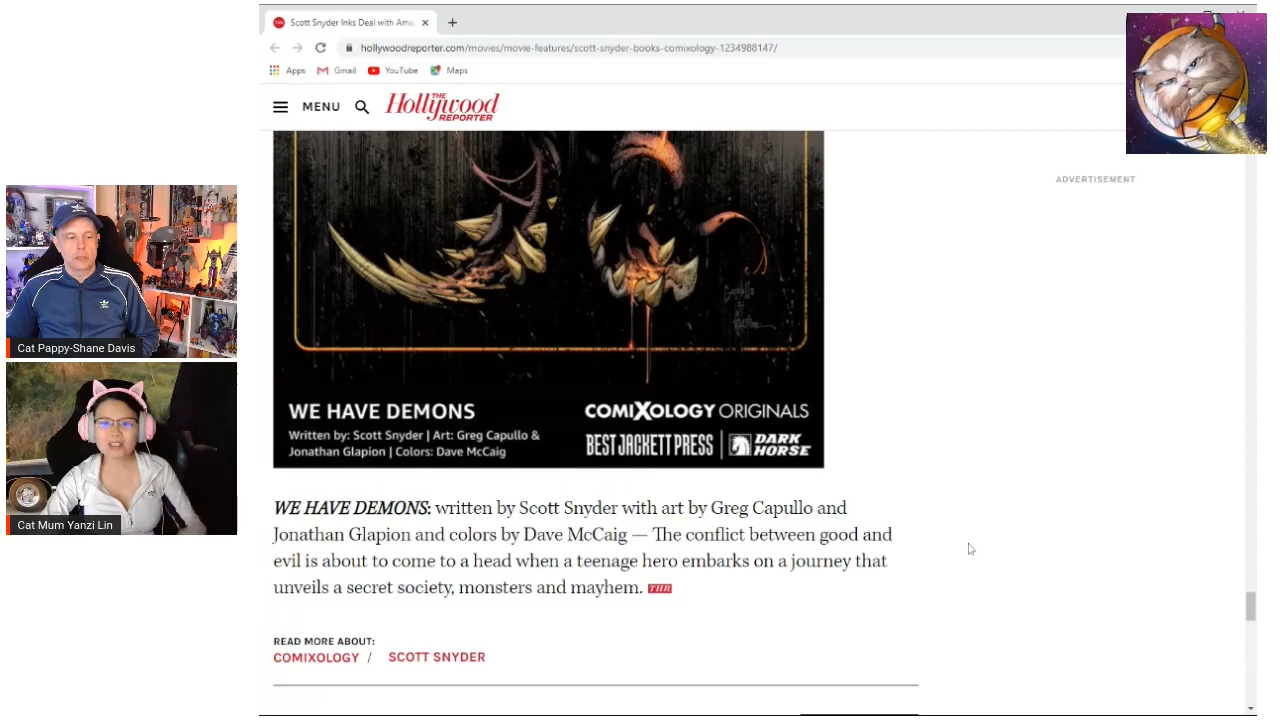 Scott Snyder Inks Deal with Ama
hollywoodreporter.com/movies/movie-features/scott-snyder-books-comixology-1234988147/
Apps Gmail YouTube Maps
MENU THE Hollywood REPORTER
ADVERTISEMENT
Cat Pappy-Shane Davis
Cat Mum Yanzi Lin
WE HAVE DEMONS
Written by: Scott Snyder | Art: Greg Capullo &
Jonathan Glapion | Colors: Dave McCaig
COMIXOLOGY ORIGINALS
BEST JACKETT PRESS | DARK HORSE
WE HAVE DEMONS: written by Scott Snyder with art by Greg Capullo and
Jonathan Glapion and colors by Dave McCaig — The conflict between good and
evil is about to come to a head when a teenage hero embarks on a journey that
unveils a secret society, monsters and mayhem. THR
READ MORE ABOUT:
COMIXOLOGY / SCOTT SNYDER